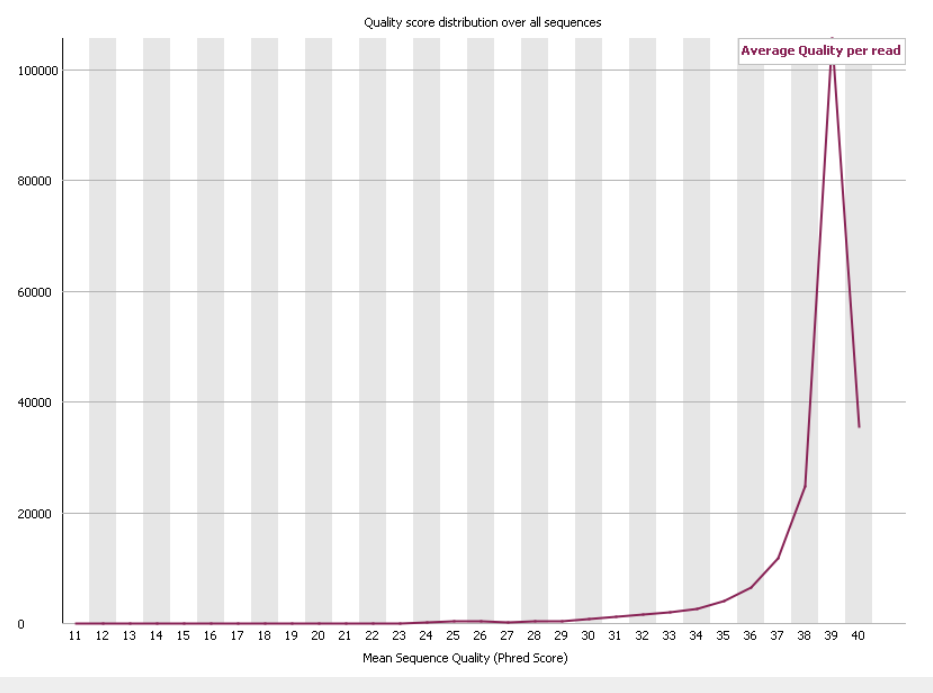 Quality score distribution over all sequences
Average Quality per read
100000
80000
60000
40000
20000
0
11 12 13 14 15 16 17 18 19 20 21 22 23 24 25 26 27 28 29 30 31 32 33 34 35 36 37 38 39 40
Mean Sequence Quality (Phred Score)